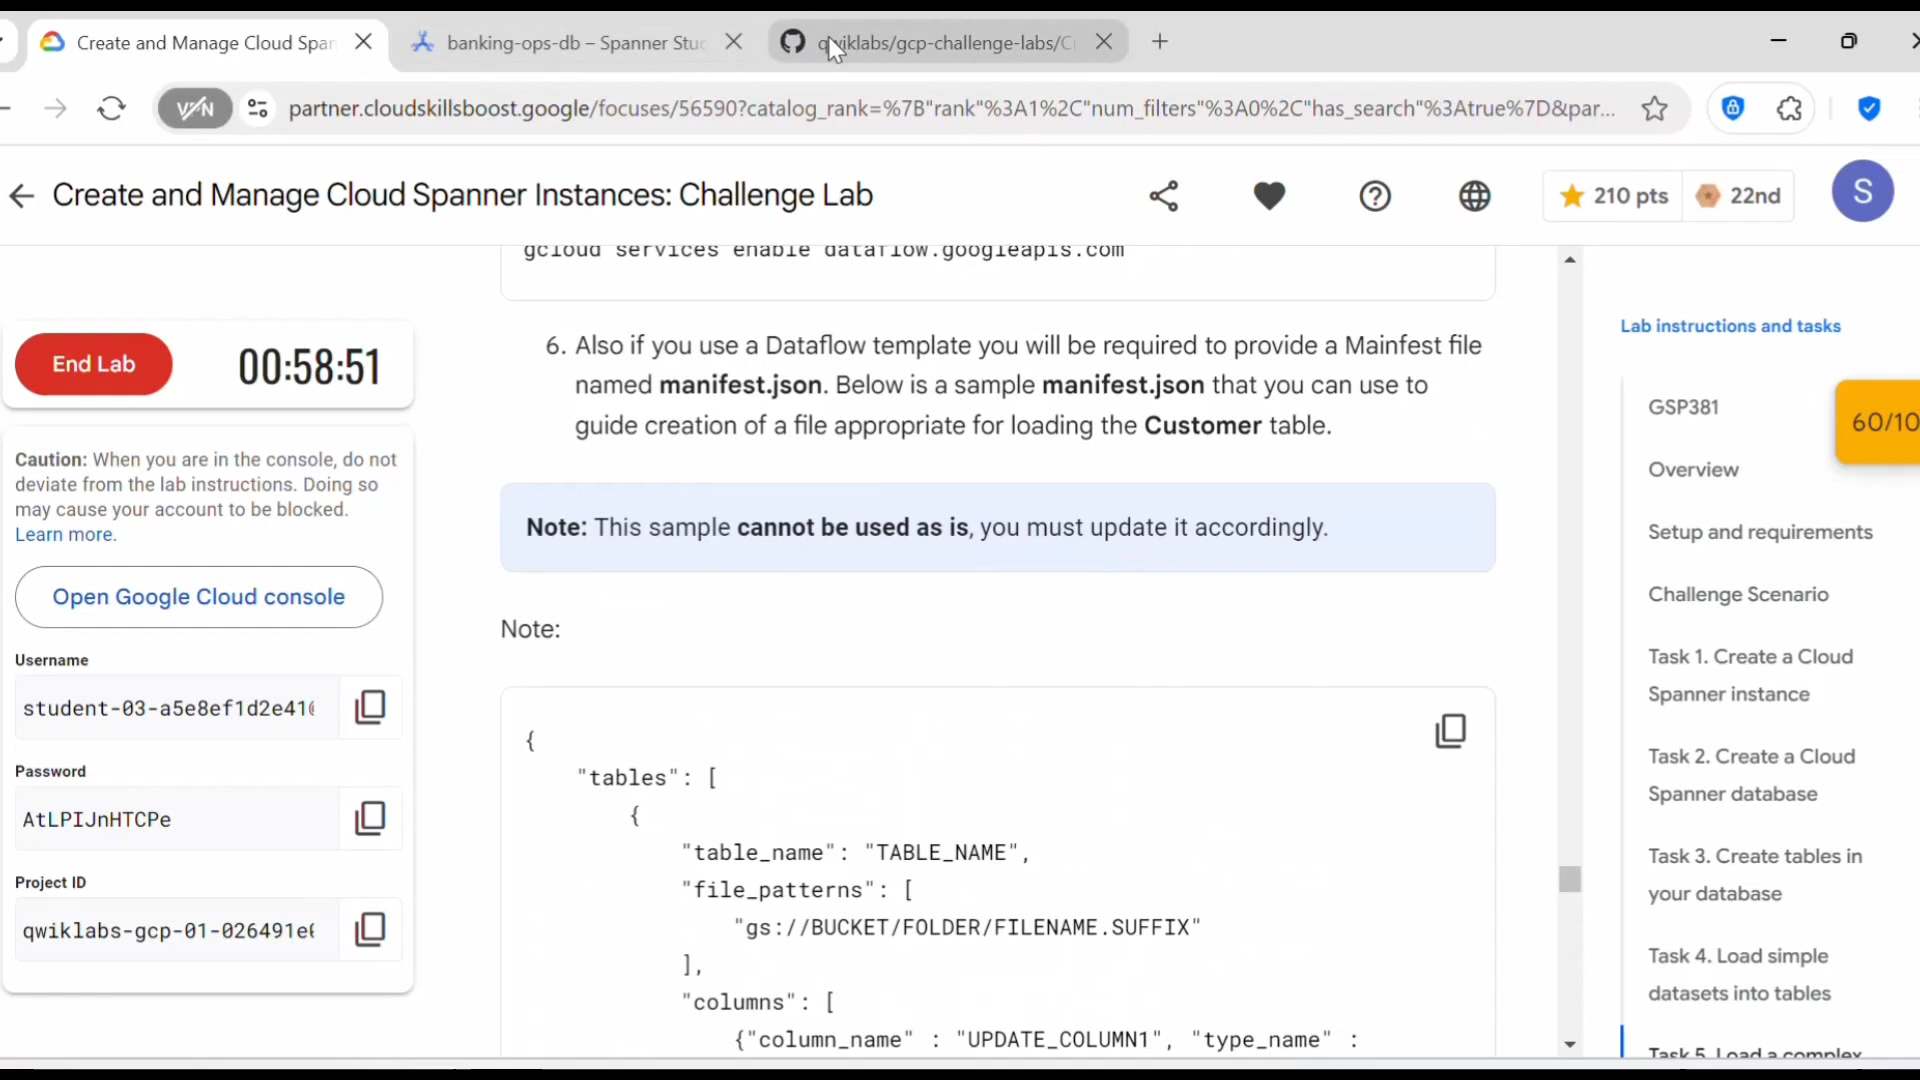 Create and Manage Cloud Span
banking-ops-db – Spanner Stu
qwiklabs/gcp-challenge-labs/C
VPN
partner.cloudskillsboost.google/focuses/56590?catalog_rank=%7B"rank"%3A1%2C"num_filters"%3A0%2C"has_search"%3Atrue%7D&par...
Create and Manage Cloud Spanner Instances: Challenge Lab
210 pts
22nd
S
gcloud services enable dataflow.googleapis.com
End Lab
00:58:51
Caution: When you are in the console, do not
deviate from the lab instructions. Doing so
may cause your account to be blocked.
Learn more.
Open Google Cloud console
Username
student-03-a5e8ef1d2e41@
Password
AtLPIJnHTCPe
Project ID
qwiklabs-gcp-01-026491e
6. Also if you use a Dataflow template you will be required to provide a Mainfest file
named manifest.json. Below is a sample manifest.json that you can use to
guide creation of a file appropriate for loading the Customer table.
Note: This sample cannot be used as is, you must update it accordingly.
Note:
{
"tables": [
{
"table_name": "TABLE_NAME",
"file_patterns": [
"gs://BUCKET/FOLDER/FILENAME.SUFFIX"
],
"columns": [
{"column_name" : "UPDATE_COLUMN1", "type_name" :
Lab instructions and tasks
GSP381
60/10
Overview
Setup and requirements
Challenge Scenario
Task 1. Create a Cloud
Spanner instance
Task 2. Create a Cloud
Spanner database
Task 3. Create tables in
your database
Task 4. Load simple
datasets into tables
Task 5. Load a complex